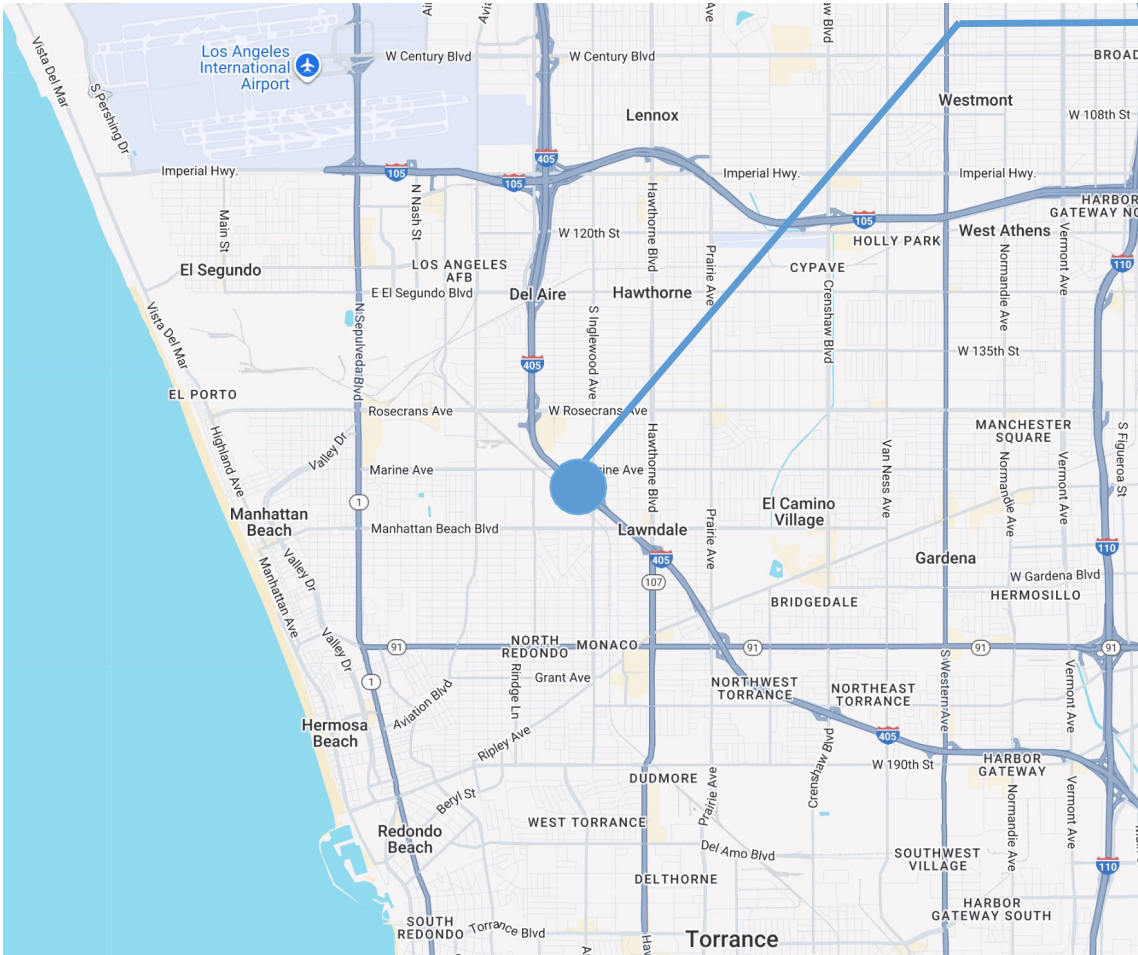 Ave
W Century Blvd
W Century Blvd
Los Angeles
International
Airport
BROAD
Vista Del Mar
S Pershing Dr
Lennox
Westmont
W 108th St
405
Imperial Hwy.
105
105
Imperial Hwy.
Imperial Hwy.
N Nash St
Hawthorne Blvd
105
HARBOR
Main St
W 120th St
HOLLY PARK
West Athens
El Segundo
LOS ANGELES
AFB
Prairie Ave
CYPAVE
Normandie Ave
Vermont Ave
110
E El Segundo Blvd
Del Aire
Hawthorne
Crenshaw Blvd
Vista Del Mar
N Sepulveda Blvd
S Inglewood Ave
W 135th St
405
EL PORTO
Rosecrans Ave
W Rosecrans Ave
Highland Ave
Valley Dr
Hawthorne Blvd
MANCHESTER
SQUARE
S Figueroa St
Marine Ave
Van Ness Ave
Normandie Ave
Vermont Ave
1
Manhattan
Beach
Manhattan Beach Blvd
Lawndale
Prairie Ave
El Camino
Village
110
405
Gardena
Valley Dr
Manhattan Ave
107
W Gardena Blvd
HERMOSILLO
BRIDGEDALE
Valley Dr
91
NORTH
REDONDO
MONACO
91
91
91
1
Rindge Ln
Grant Ave
S Western Ave
Vermont Ave
Aviation Blvd
NORTHWEST
TORRANCE
NORTHEAST
TORRANCE
Hermosa
Beach
Ripley Ave
Crenshaw Blvd
405
W 190th St
HARBOR
GATEWAY
DUDMORE
Prairie Ave
Normandie Ave
Vermont Ave
Beryl St
WEST TORRANCE
Redondo
Beach
Del Amo Blvd
SOUTHWEST
VILLAGE
110
DELTHORNE
HARBOR
GATEWAY SOUTH
SOUTH
REDONDO
Torrance Blvd
Torrance